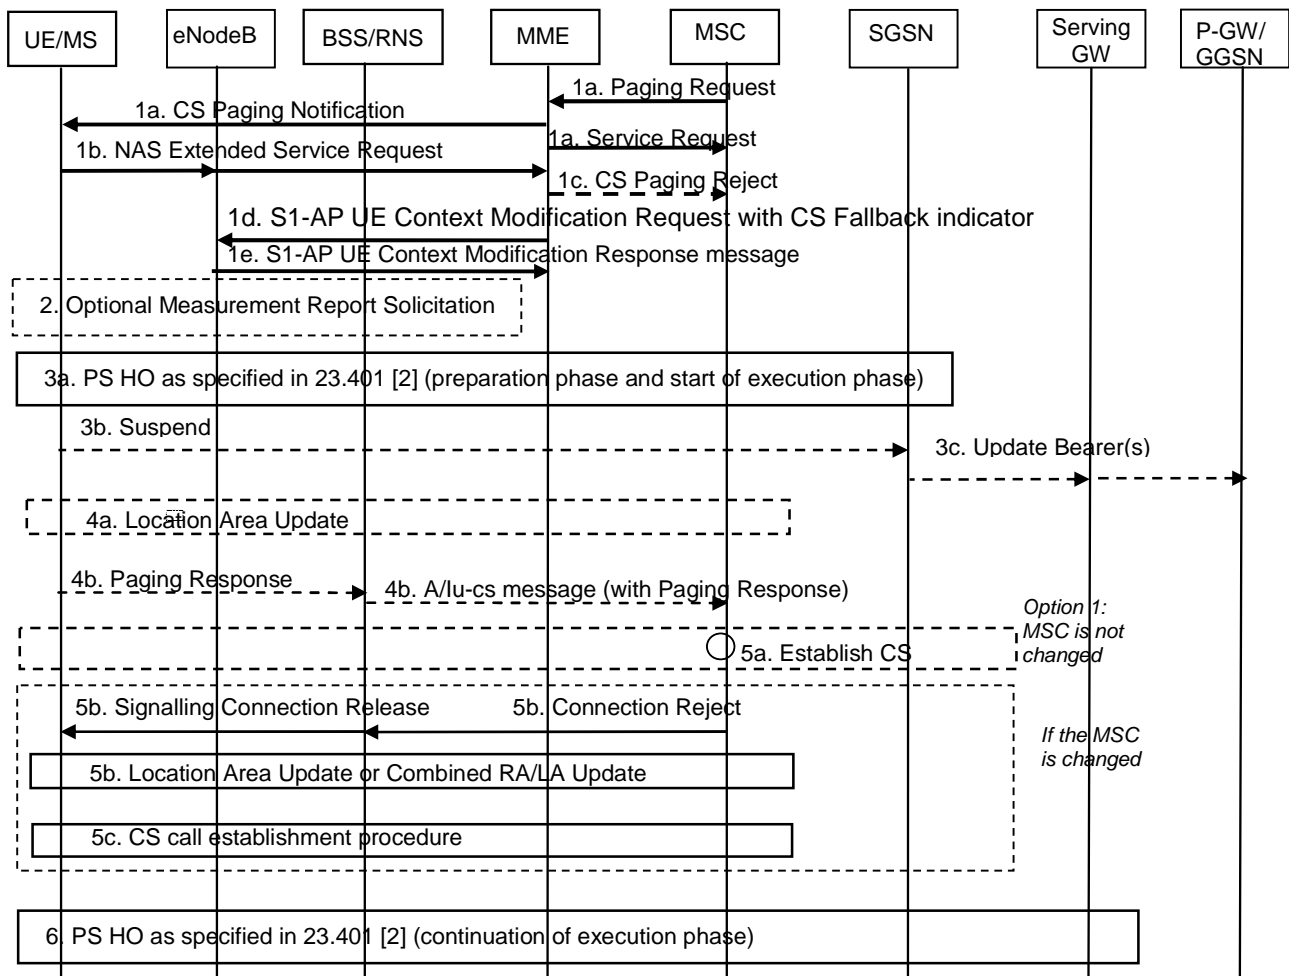 UE/MS
eNodeB
BSS/RNS
MME
MSC
SGSN
Serving
GW
P-GW/
GGSN
1a. Paging Request
1a. CS Paging Notification
1a. Service Request
1b. NAS Extended Service Request
1c. CS Paging Reject
1d. S1-AP UE Context Modification Request with CS Fallback indicator
1e. S1-AP UE Context Modification Response message
2. Optional Measurement Report Solicitation
3a. PS HO as specified in 23.401 [2] (preparation phase and start of execution phase)
3b. Suspend
3c. Update Bearer(s)
4a. Location Area Update
4b. Paging Response
4b. A/Iu-cs message (with Paging Response)
Option 1:
MSC is not
changed
5a. Establish CS
5b. Signalling Connection Release
5b. Connection Reject
If the MSC
is changed
5b. Location Area Update or Combined RA/LA Update
5c. CS call establishment procedure
6. PS HO as specified in 23.401 [2] (continuation of execution phase)